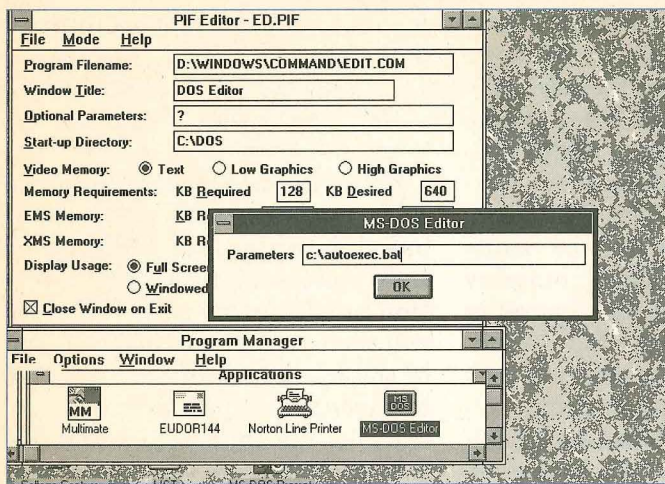 PIF Editor - ED.PIF
File Mode Help
Program Filename: D:\WINDOWS\COMMAND\EDIT.COM
Window Title: DOS Editor
Optional Parameters: ?
Start-up Directory: C:\DOS
Video Memory: Text Low Graphics High Graphics
Memory Requirements: KB Required 128 KB Desired 640
EMS Memory: KB R
XMS Memory: KB R
Display Usage: Full Scree
Windowed
Close Window on Exit
MS-DOS Editor
Parameters c:\autoexec.bat
OK
Program Manager
File Options Window Help
Applications
MM
MS DOS
Multimate EUDOR144 Norton Line Printer MS-DOS Editor